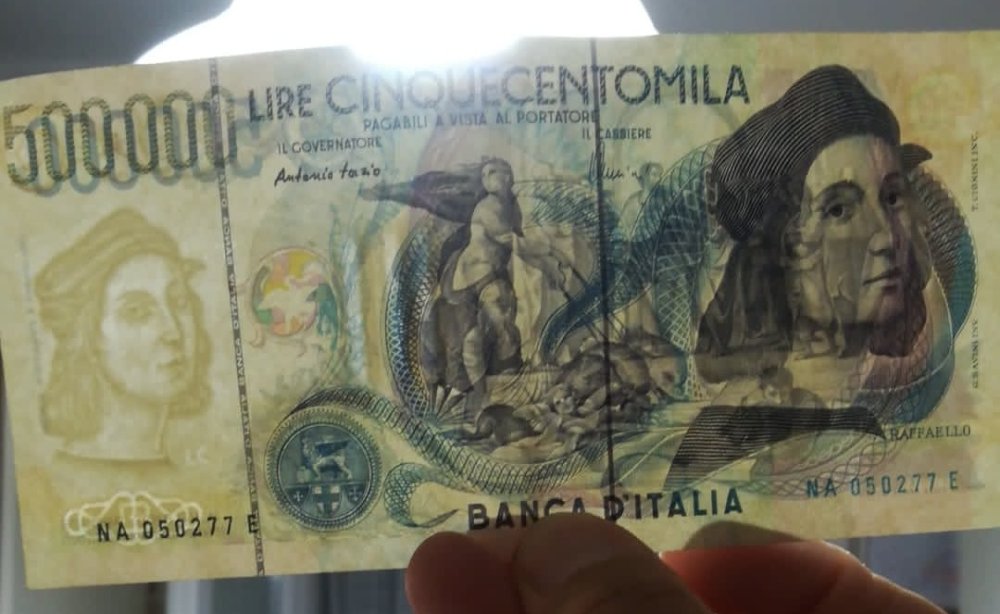 500000
LIRE CINQUECENTOMILA
PAGABILI A VISTA AL PORTATORE
IL GOVERNATORE
IL CASSIERE
Antonio Fazio
RAFFAELLO
NA 050277 E
NA 050277 E
BANCA D'ITALIA